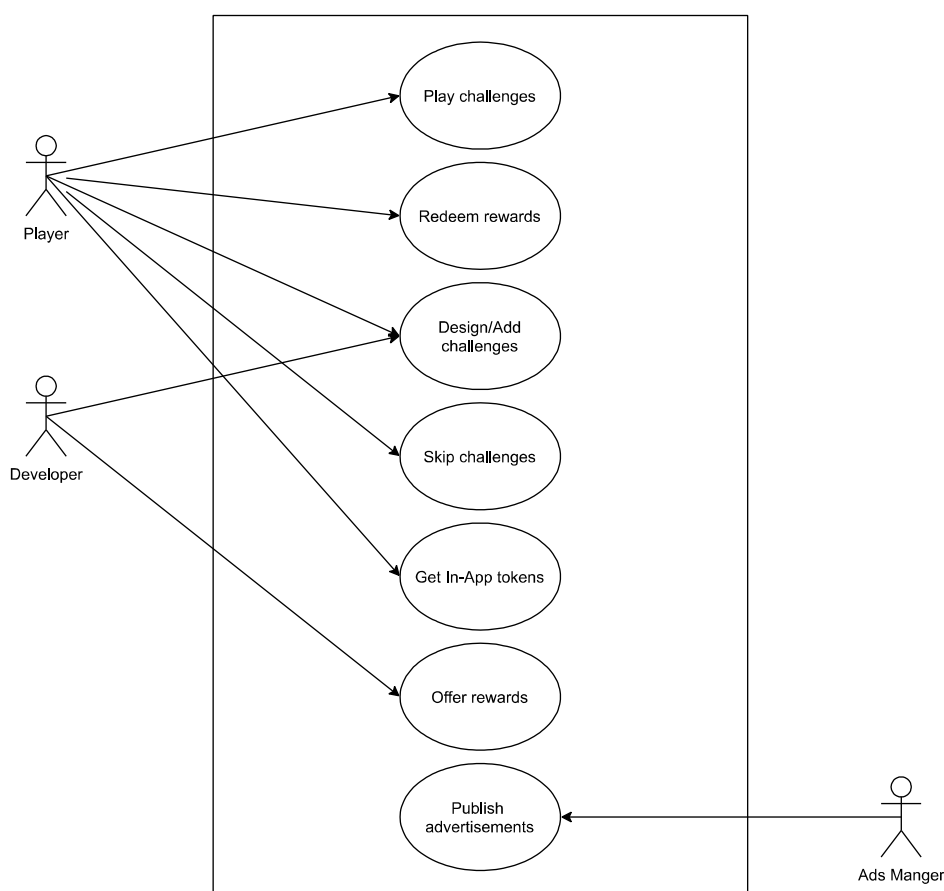 Play challenges
Player
Redeem rewards
Design/Add
challenges
Developer
Skip challenges
Get In-App tokens
Offer rewards
Publish
advertisements
Ads Manger